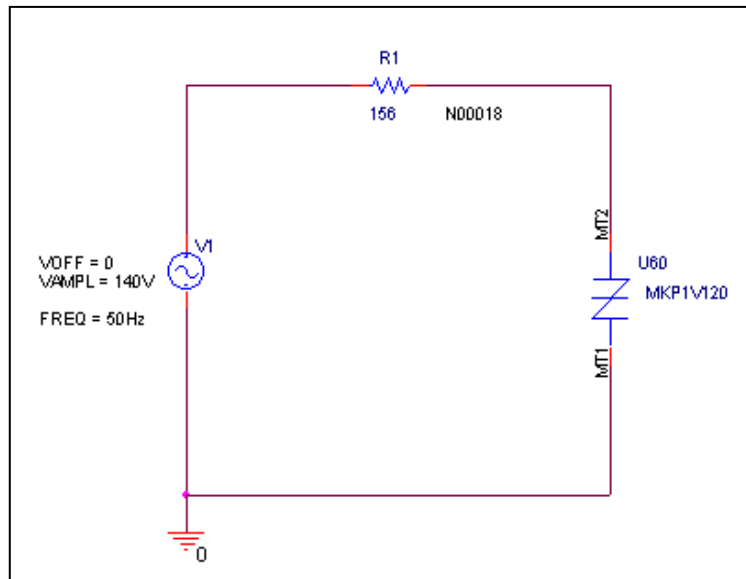 R1
156
N00018
V1
VOFF = 0
VAMPL = 140V
FREQ = 50Hz
MT2
U60
MKP1V120
MT1
0